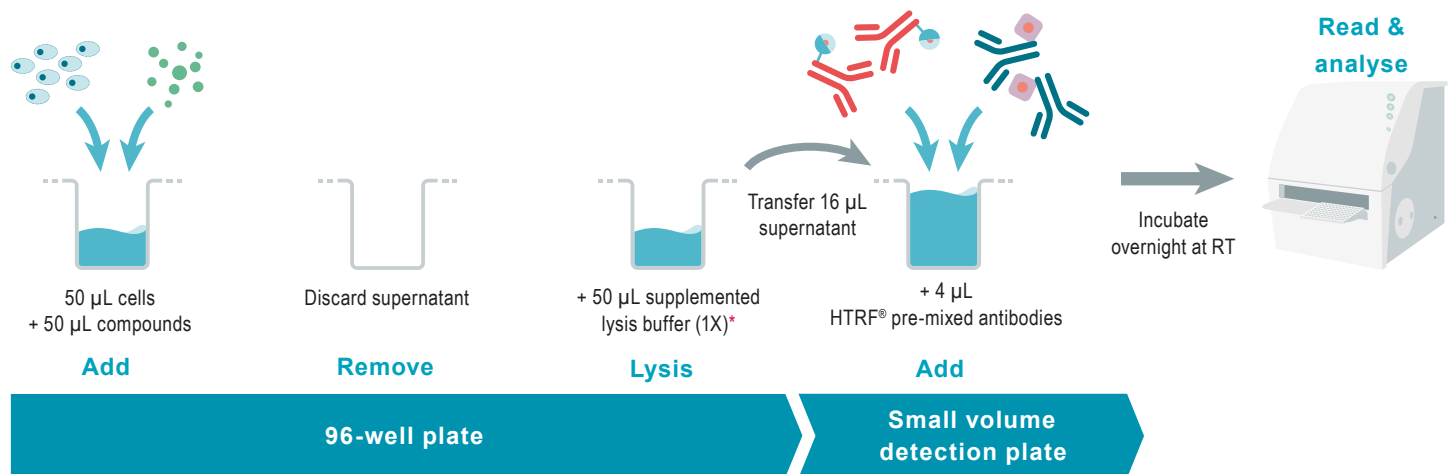 50 µL cells
+ 50 µL compounds
Add
Discard supernatant
Remove
+ 50 µL supplemented
lysis buffer (1X)*
Lysis
Transfer 16 µL
supernatant
+ 4 µL
HTRF® pre-mixed antibodies
Add
Incubate
overnight at RT
Read &
analyse
96-well plate
Small volume
detection plate